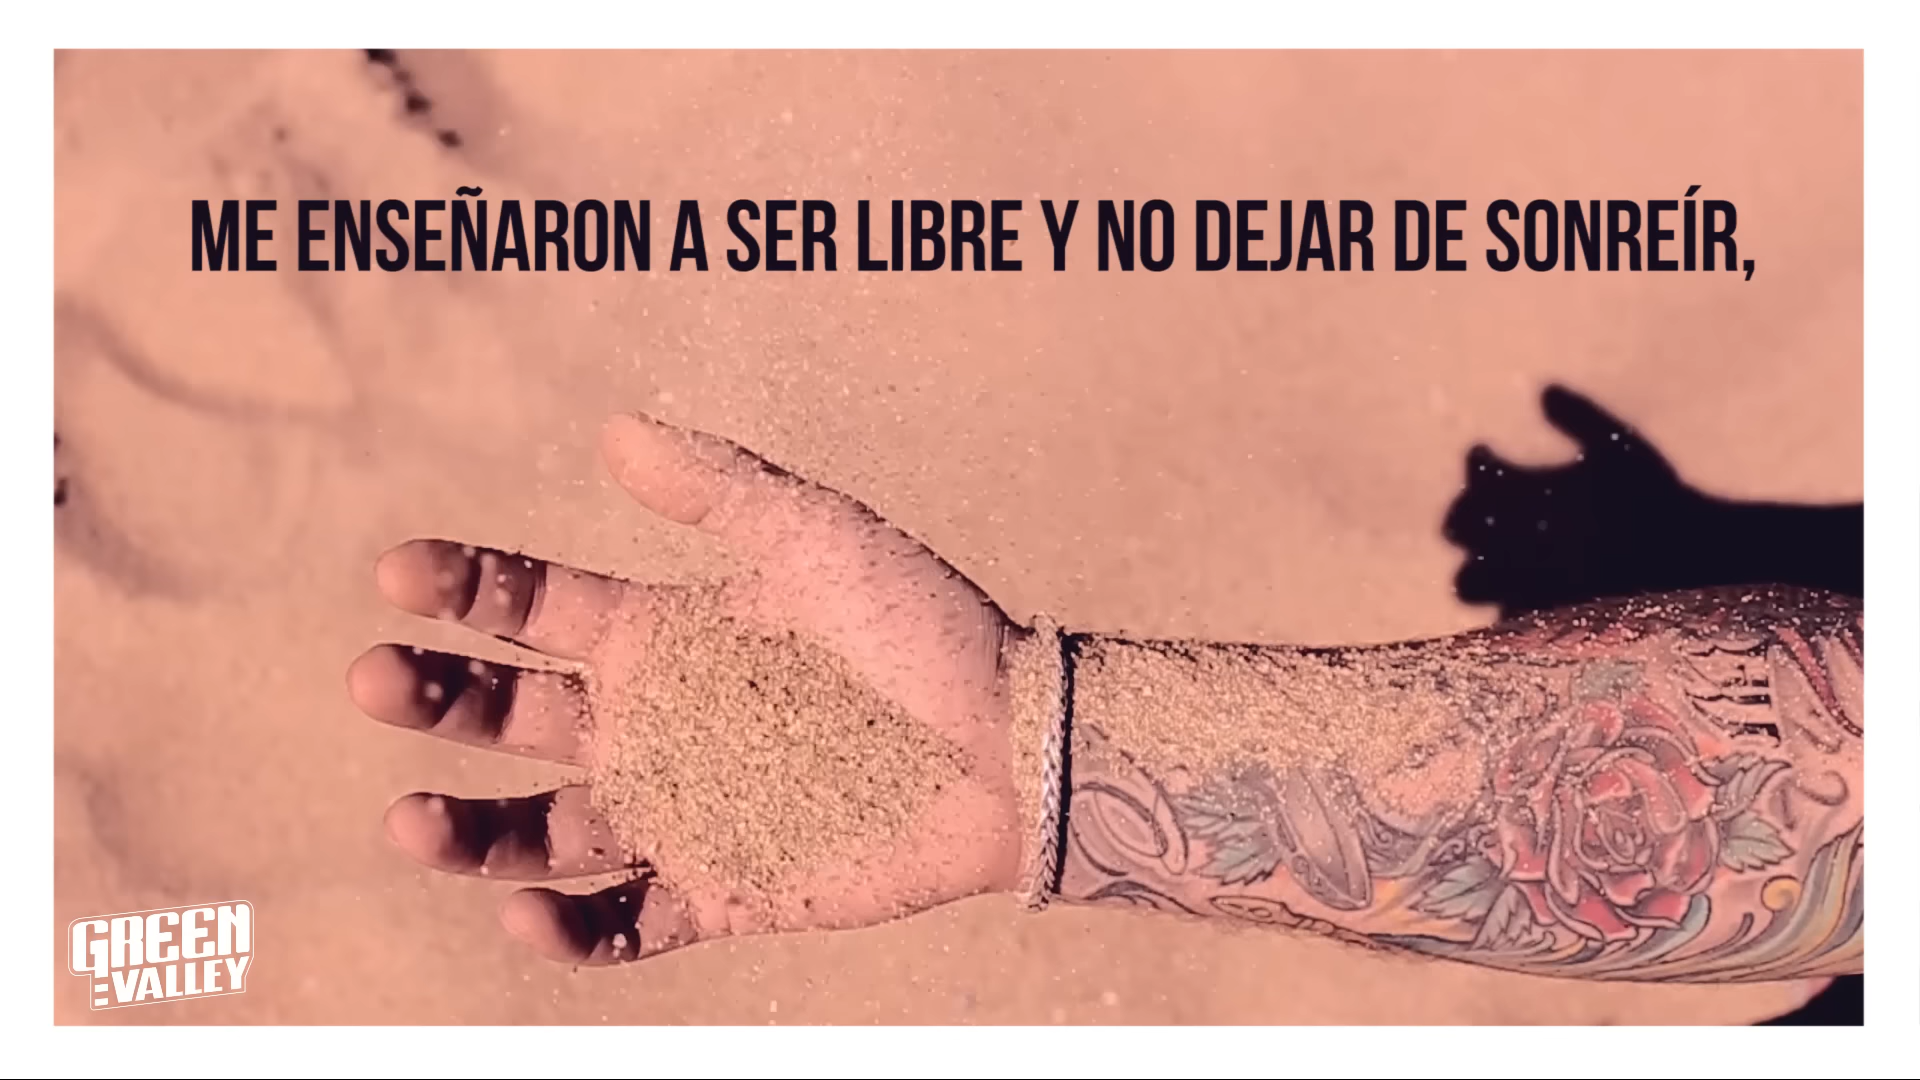 ME ENSEÑARON A SER LIBRE Y NO DEJAR DE SONREÍR,
GREEN
VALLEY